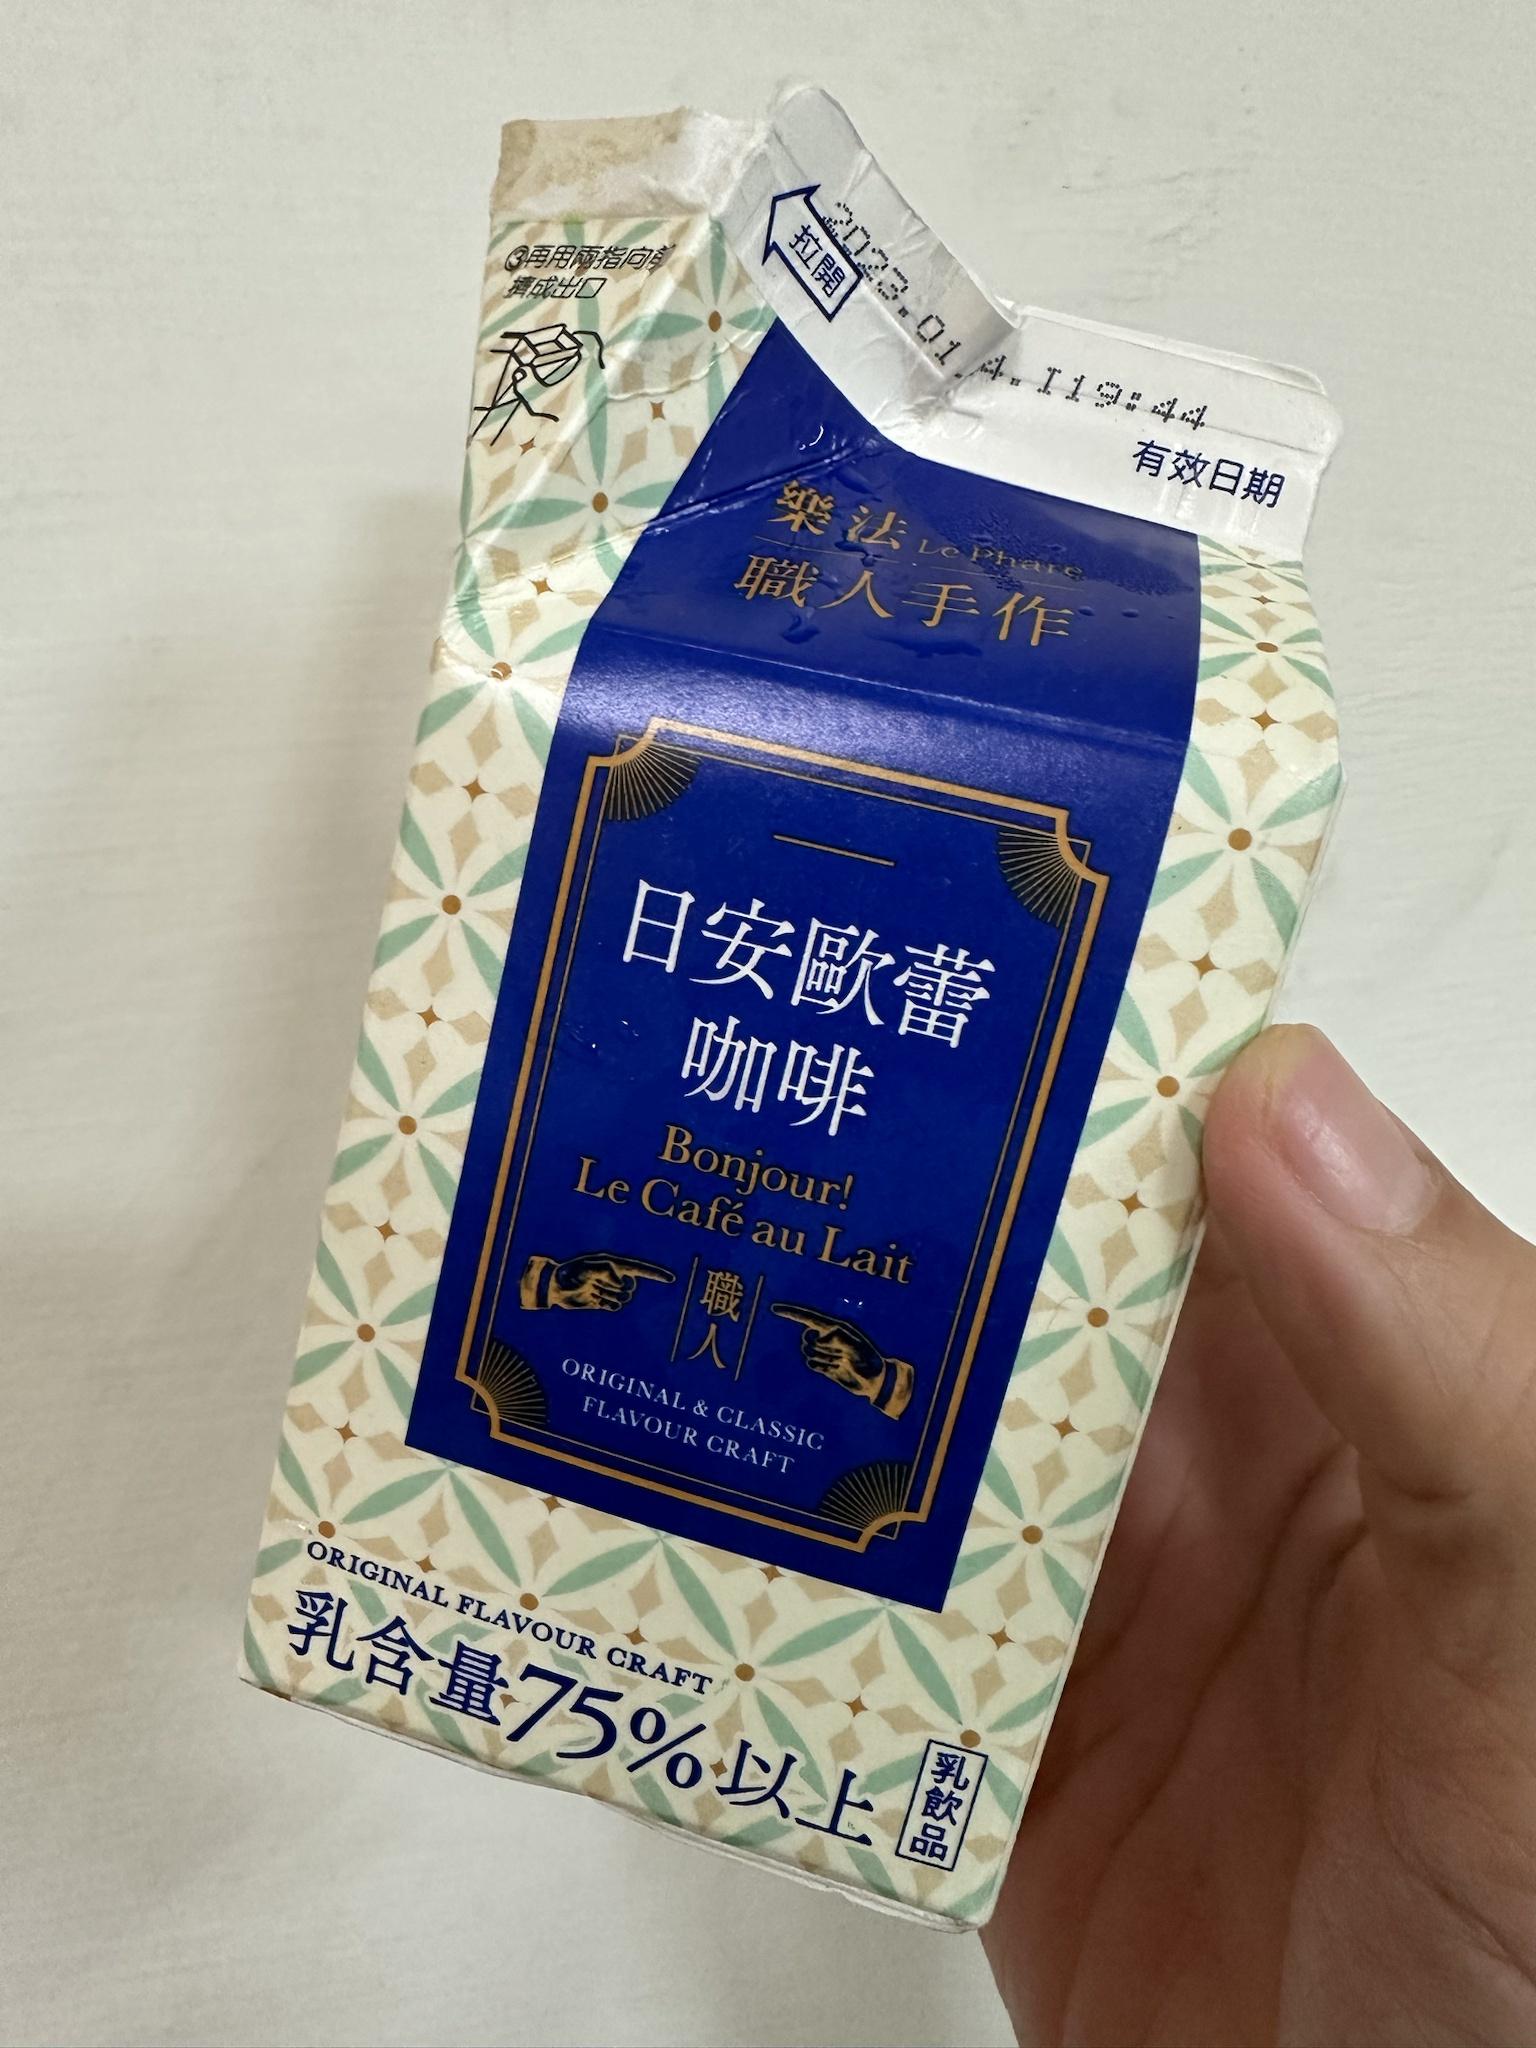 ③再用兩指向
擠成出口
拉開
2023.01
4.I19:44
有效日期
樂法 Le Phare
職人手作
日安歐蕾
咖啡
Bonjour!
Le Café au Lait
職人
ORIGINAL & CLASSIC
FLAVOUR CRAFT
ORIGINAL FLAVOUR CRAFT
乳含量75%以上
乳飲品